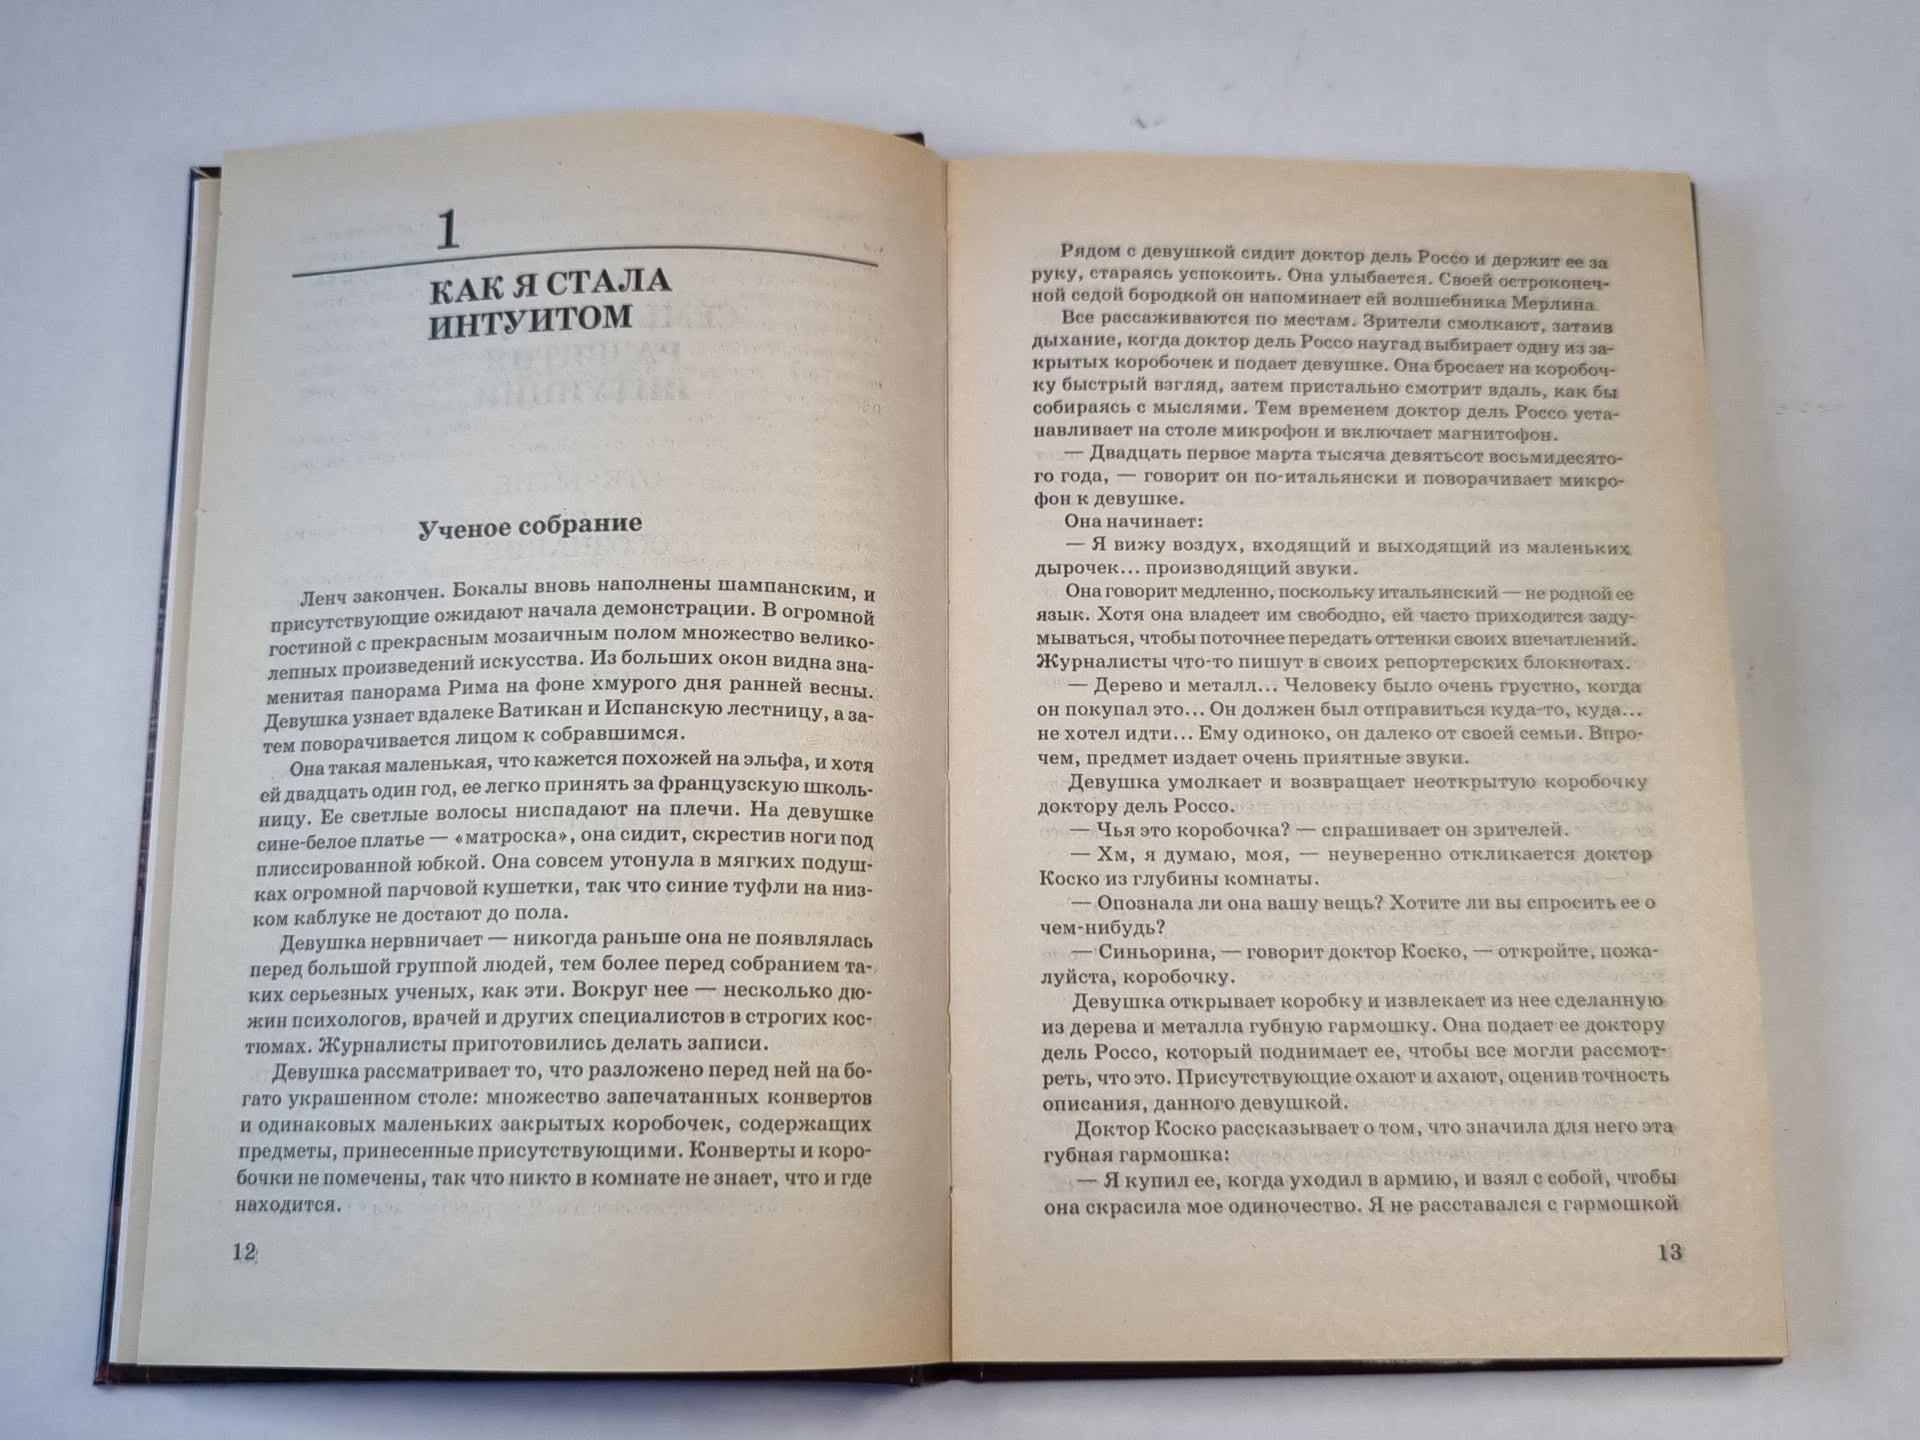 1
КАК Я СТАЛА
ИНТУИТОМ
Ученое собрание
Ленч закончен. Бокалы вновь наполнены шампанским, и
присутствующие ожидают начала демонстрации. В огромной
гостиной с прекрасным мозаичным полом множество велико-
лепных произведений искусства. Из больших окон видна зна-
менитая панорама Рима на фоне хмурого дня ранней весны.
Девушка узнает вдалеке Ватикан и Испанскую лестницу, а за-
тем поворачивается лицом к собравшимся.
Она такая маленькая, что кажется похожей на эльфа, и хотя
ей двадцать один год, ее легко принять за французскую школь-
ницу. Ее светлые волосы ниспадают на плечи. На девушке
сине-белое платье — «матроска», она сидит, скрестив ноги под
плиссированной юбкой. Она совсем утонула в мягких подуш-
ках огромной парчовой кушетки, так что синие туфли на низ-
ком каблуке не достают до пола.
Девушка нервничает — никогда раньше она не появлялась
перед большой группой людей, тем более перед собранием та-
ких серьезных ученых, как эти. Вокруг нее — несколько дю-
жин психологов, врачей и других специалистов в строгих кос-
тюмах. Журналисты приготовились делать записи.
Девушка рассматривает то, что разложено перед ней на бо-
гато украшенном столе: множество запечатанных конвертов
и одинаковых маленьких закрытых коробочек, содержащих
предметы, принесенные присутствующими. Конверты и коро-
бочки не помечены, так что никто в комнате не знает, что и где
находится.
12
Рядом с девушкой сидит доктор дель Россо и держит ее за
руку, стараясь успокоить. Она улыбается. Своей остроконеч-
ной седой бородкой он напоминает ей волшебника Мерлина
Все рассаживаются по местам. Зрители смолкают, затаив
дыхание, когда доктор дель Россо наугад выбирает одну из за-
крытых коробочек и подает девушке. Она бросает на коробоч-
ку быстрый взгляд, затем пристально смотрит вдаль, как бы
собираясь с мыслями. Тем временем доктор дель Россо уста-
навливает на столе микрофон и включает магнитофон.
— Двадцать первое марта тысяча девятьсот восьмидесято-
го года, — говорит он по-итальянски и поворачивает микро-
фон к девушке.
Она начинает:
— Я вижу воздух, входящий и выходящий из маленьких
дырочек... производящий звуки.
Она говорит медленно, поскольку итальянский — не родной ее
язык. Хотя она владеет им свободно, ей часто приходится заду-
мываться, чтобы поточнее передать оттенки своих впечатлений.
Журналисты что-то пишут в своих репортерских блокнотах.
— Дерево и металл... Человеку было очень грустно, когда
он покупал это... Он должен был отправиться куда-то, куда...
не хотел идти... Ему одиноко, он далеко от своей семьи. Впро-
чем, предмет издает очень приятные звуки.
Девушка умолкает и возвращает неоткрытую коробочку
доктору дель Россо.
— Чья это коробочка? — спрашивает он зрителей.
— Хм, я думаю, моя, — неуверенно откликается доктор
Коско из глубины комнаты.
— Опознала ли она вашу вещь? Хотите ли вы спросить ее о
чем-нибудь?
— Синьорина, — говорит доктор Коско, — откройте, пожа-
луйста, коробочку.
Девушка открывает коробку и извлекает из нее сделанную
из дерева и металла губную гармошку. Она подает ее доктору
дель Россо, который поднимает ее, чтобы все могли рассмот-
реть, что это. Присутствующие охают и ахают, оценив точность
описания, данного девушкой.
Доктор Коско рассказывает о том, что значила для него эта
губная гармошка:
— Я купил ее, когда уходил в армию, и взял с собой, чтобы
она скрасила мое одиночество. Я не расставался с гармошкой
13